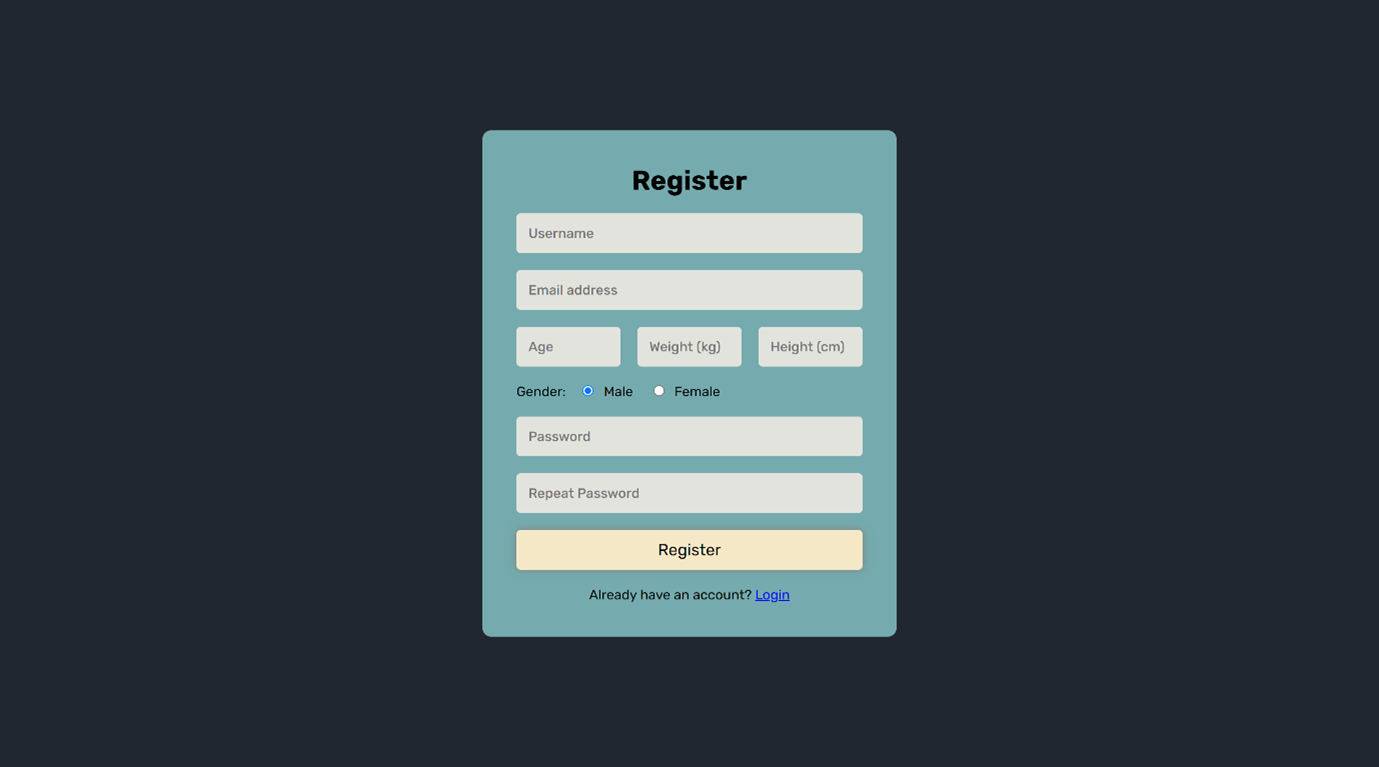 Register
Username
Email address
Age Weight (kg) Height (cm)
Gender: Male Female
Password
Repeat Password
Register
Already have an account? Login